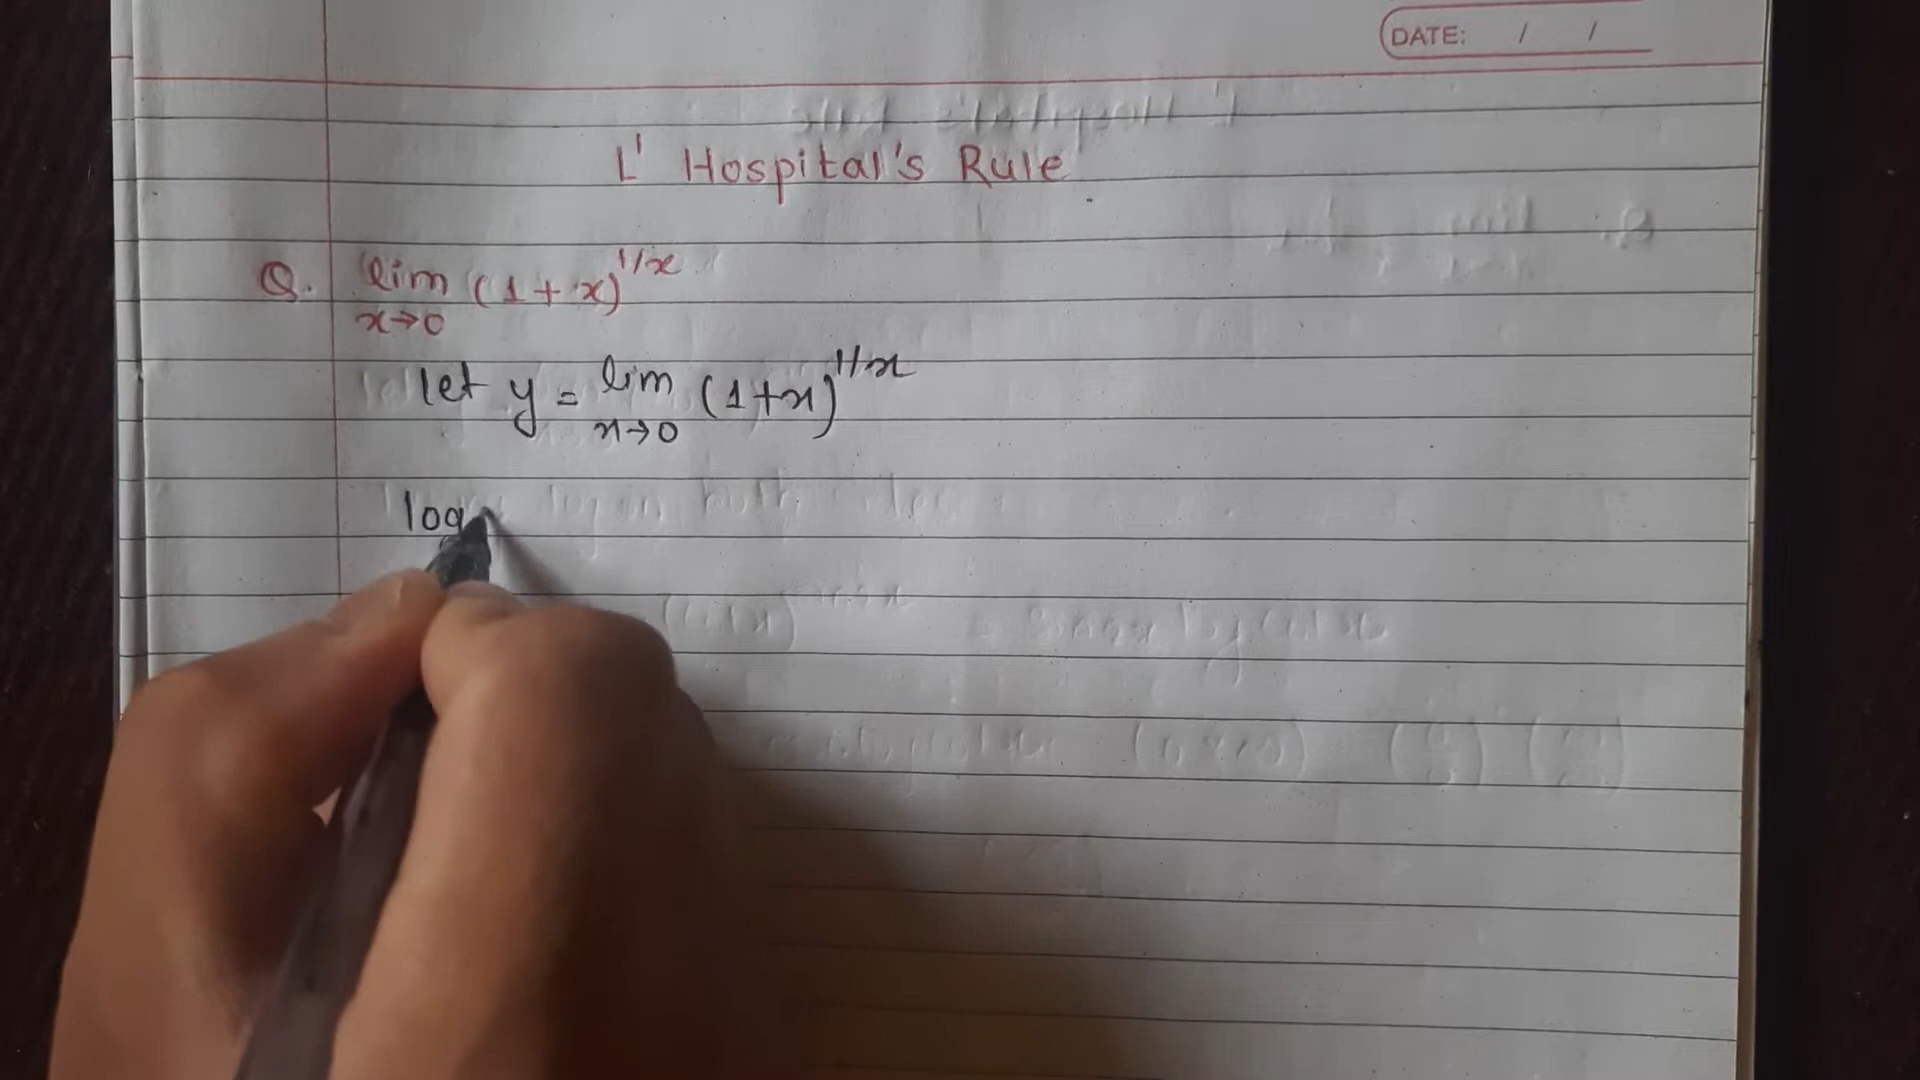 DATE: / /
L' Hospital's Rule
Q. lim (1+x)^1/x
x→0
let y = lim (1+x)^1/x
x→0
log